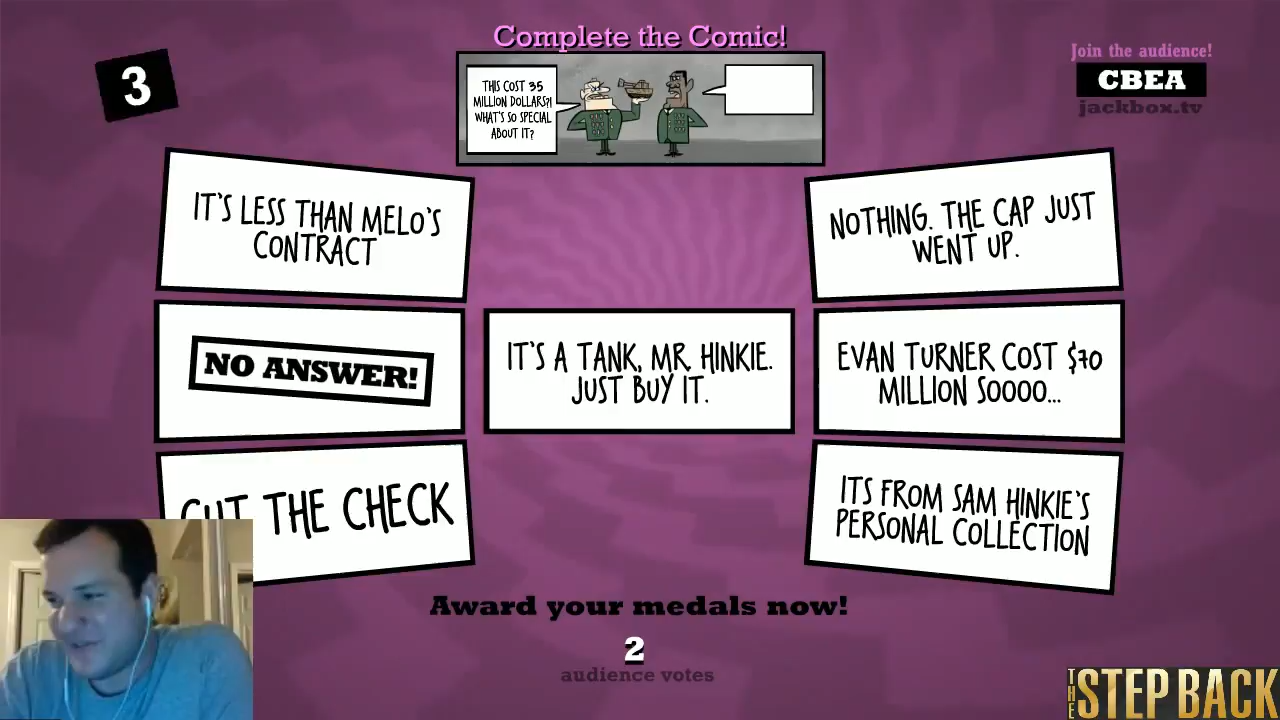 Complete the Comic!
3
THIS COST 35
MILLION DOLLARS?!
WHAT'S SO SPECIAL
ABOUT IT?
Join the audience!
CBEA
jackbox.tv
IT'S LESS THAN MELO'S
CONTRACT
NOTHING. THE CAP JUST
WENT UP.
NO ANSWER!
IT'S A TANK, MR. HINKIE.
JUST BUY IT.
EVAN TURNER COST $70
MILLION SOOOO...
CUT THE CHECK
ITS FROM SAM HINKIE'S
PERSONAL COLLECTION
Award your medals now!
2
audience votes
THE STEP BACK